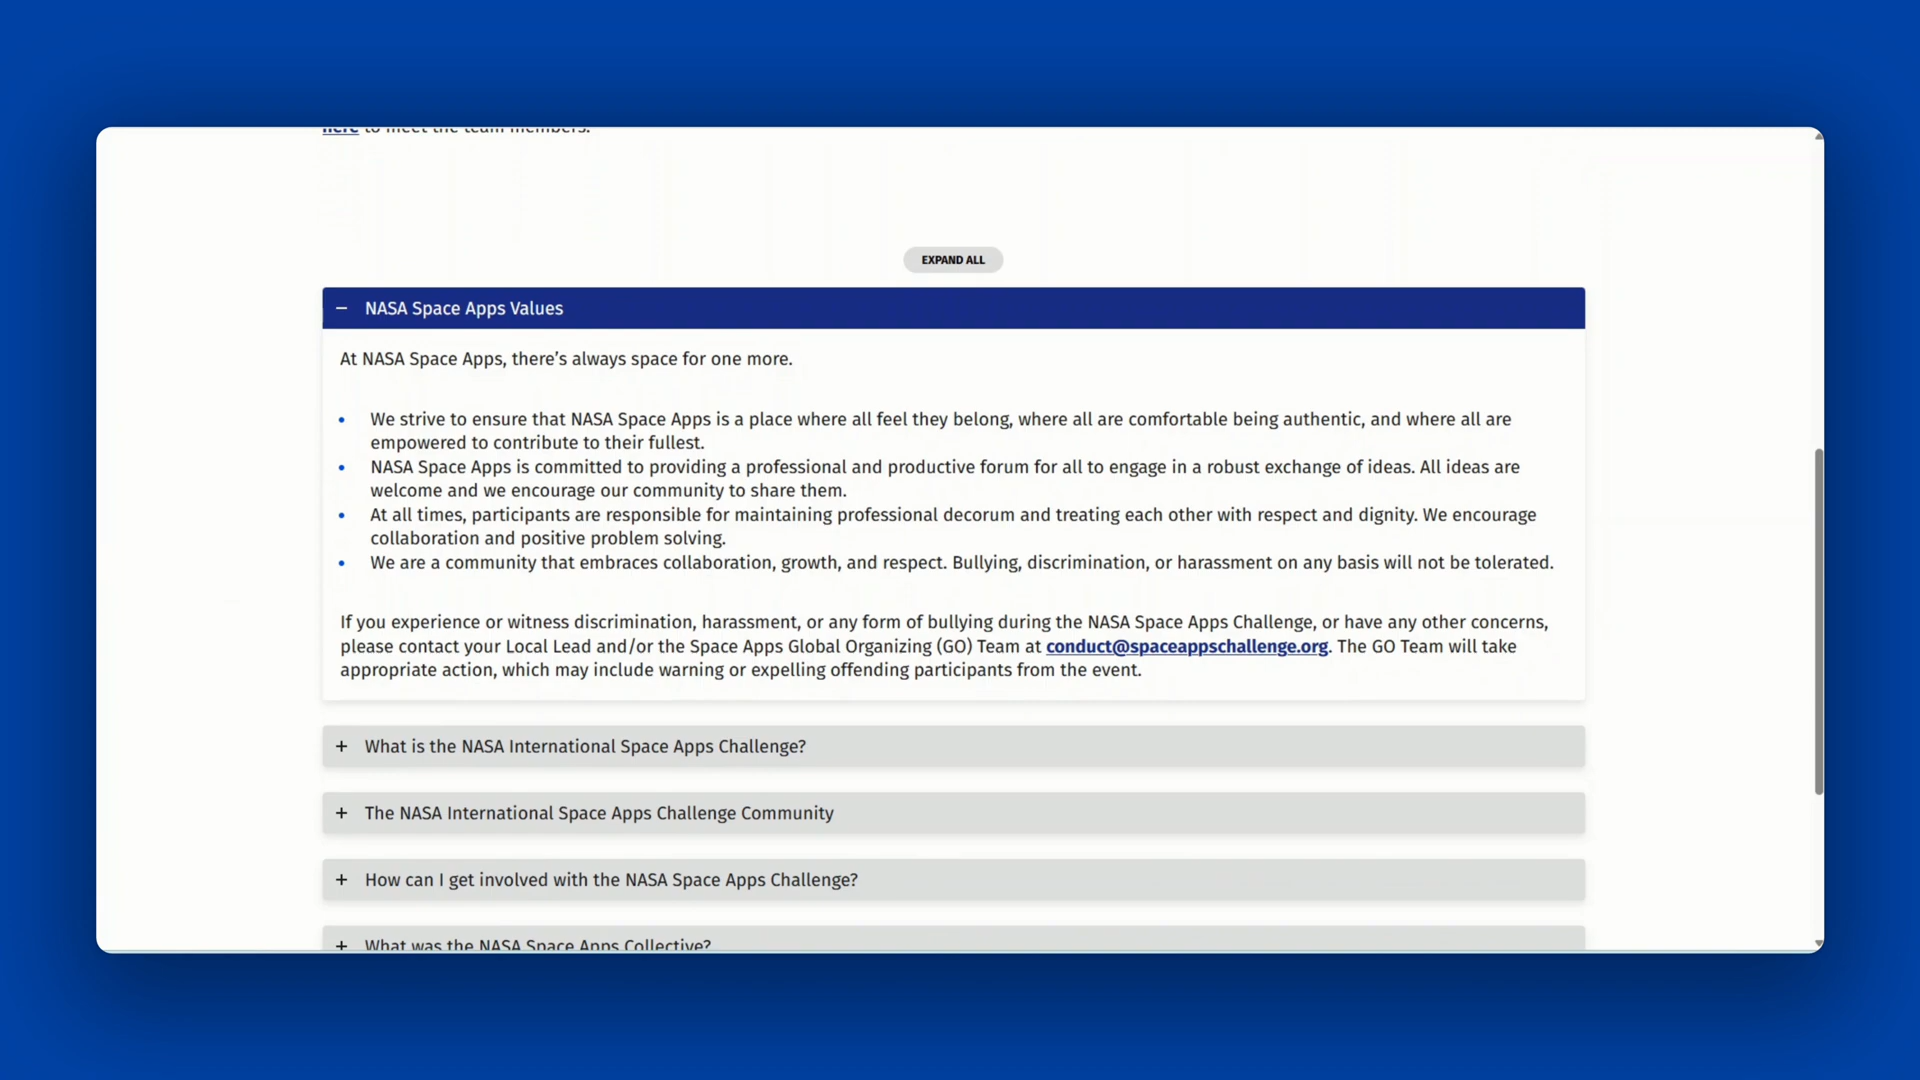 here to meet the team members.
EXPAND ALL
− NASA Space Apps Values
At NASA Space Apps, there’s always space for one more.
• We strive to ensure that NASA Space Apps is a place where all feel they belong, where all are comfortable being authentic, and where all are
empowered to contribute to their fullest.
• NASA Space Apps is committed to providing a professional and productive forum for all to engage in a robust exchange of ideas. All ideas are
welcome and we encourage our community to share them.
• At all times, participants are responsible for maintaining professional decorum and treating each other with respect and dignity. We encourage
collaboration and positive problem solving.
• We are a community that embraces collaboration, growth, and respect. Bullying, discrimination, or harassment on any basis will not be tolerated.
If you experience or witness discrimination, harassment, or any form of bullying during the NASA Space Apps Challenge, or have any other concerns,
please contact your Local Lead and/or the Space Apps Global Organizing (GO) Team at conduct@spaceappschallenge.org. The GO Team will take
appropriate action, which may include warning or expelling offending participants from the event.
+ What is the NASA International Space Apps Challenge?
+ The NASA International Space Apps Challenge Community
+ How can I get involved with the NASA Space Apps Challenge?
+ What was the NASA Space Apps Collective?